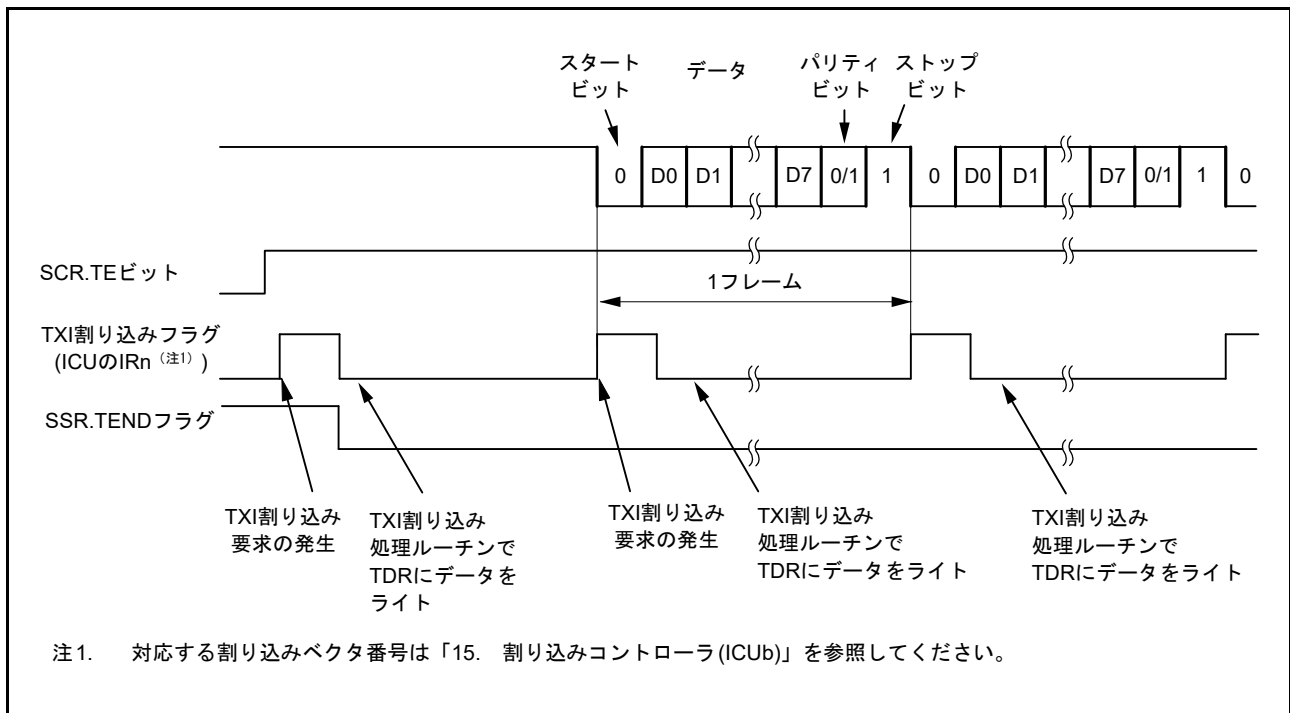 スタート
ビット
データ
パリティ
ビット
ストップ
ビット
0 D0 D1 D7 0/1 1 0 D0 D1 D7 0/1 1 0
SCR.TEビット
1フレーム
TXI割り込みフラグ
(ICUのIRn（注1）)
SSR.TENDフラグ
TXI割り込み
要求の発生
TXI割り込み
処理ルーチンで
TDRにデータを
ライト
TXI割り込み
要求の発生
TXI割り込み
処理ルーチンで
TDRにデータをライト
TXI割り込み
処理ルーチンで
TDRにデータをライト
注1. 対応する割り込みベクタ番号は「15. 割り込みコントローラ(ICUb)」を参照してください。